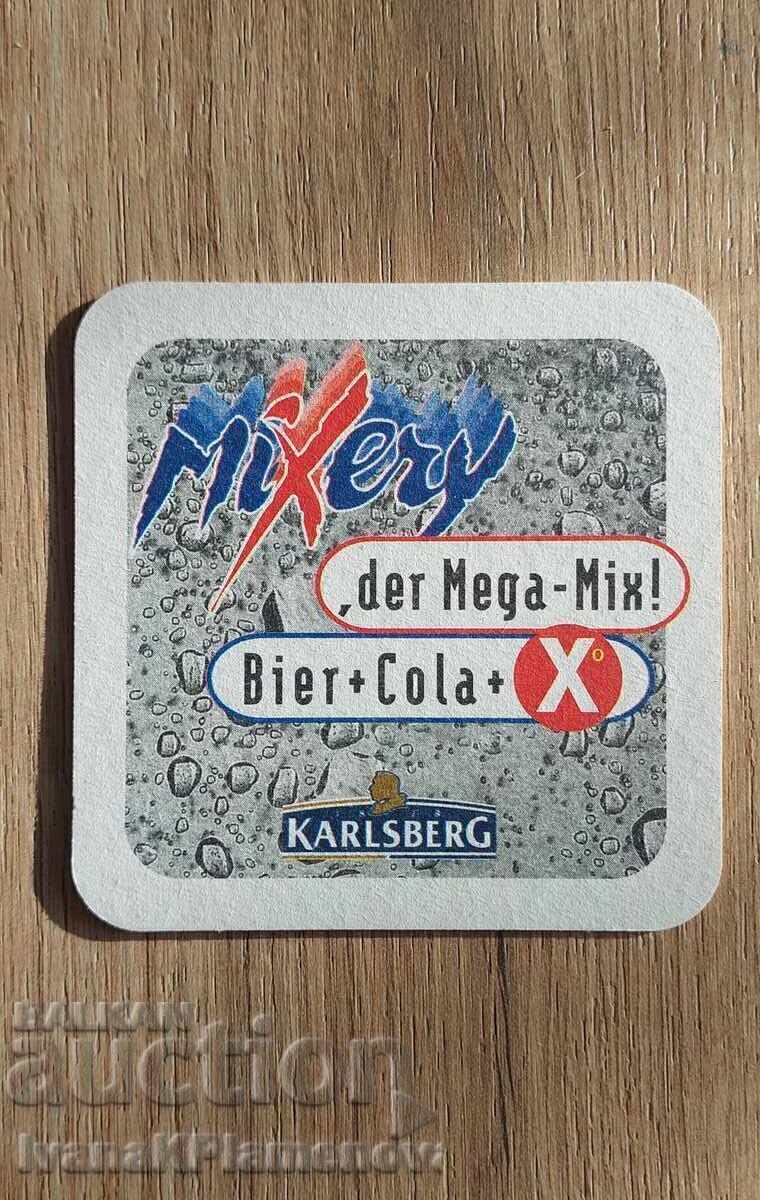 MiXery
,der Mega-Mix!
Bier+Cola+X°
KARLSBERG
BALKAN
auction
IvanaKPlamenov